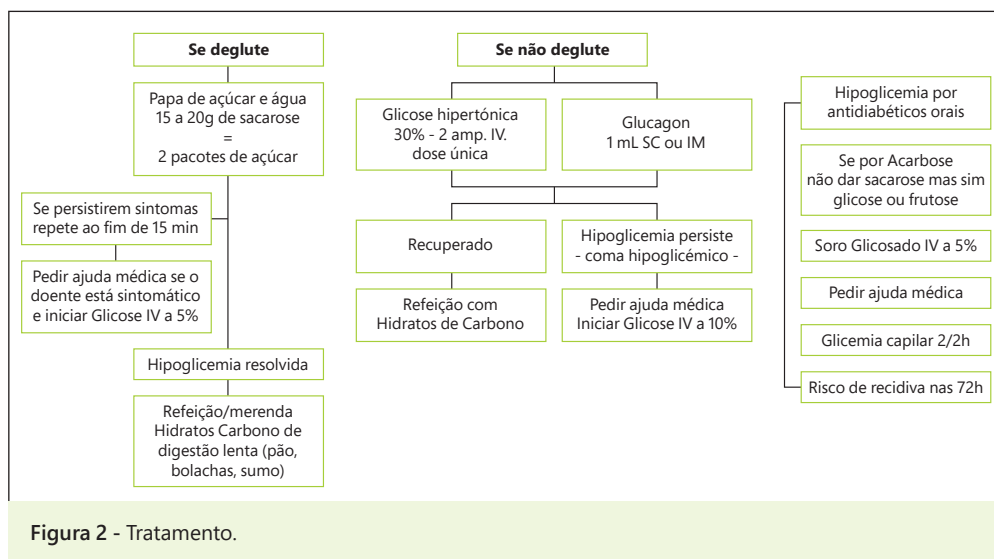 Se deglute
Papa de açúcar e água
15 a 20g de sacarose
=
2 pacotes de açúcar
Se persistirem sintomas
repete ao fim de 15 min
Pedir ajuda médica se o
doente está sintomático
e iniciar Glicose IV a 5%
Hipoglicemia resolvida
Refeição/merenda
Hidratos Carbono de
digestão lenta (pão,
bolachas, sumo)
Se não deglute
Glicose hipertónica
30% - 2 amp. IV.
dose única
Glucagon
1 mL SC ou IM
Recuperado
Refeição com
Hidratos de Carbono
Hipoglicemia persiste
- coma hipoglicémico -
Pedir ajuda médica
Iniciar Glicose IV a 10%
Hipoglicemia por
antidiabéticos orais
Se por Acarbose
não dar sacarose mas sim
glicose ou frutose
Soro Glicosado IV a 5%
Pedir ajuda médica
Glicemia capilar 2/2h
Risco de recidiva nas 72h
Figura 2 - Tratamento.